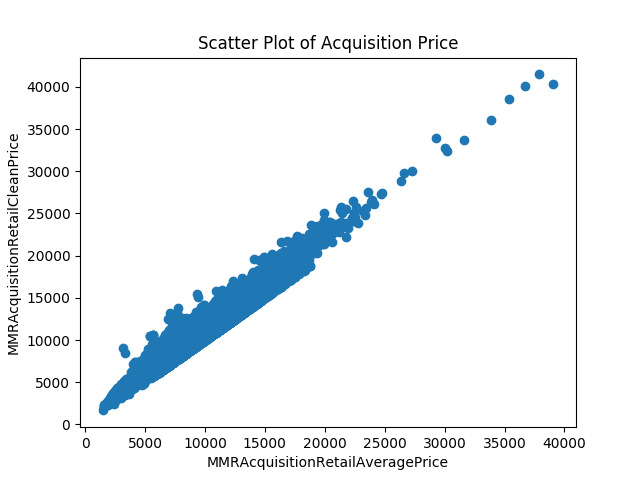 Scatter Plot of Acquisition Price
MMRAcquisitionRetailCleanPrice
40000
35000
30000
25000
20000
15000
10000
5000
0
0 5000 10000 15000 20000 25000 30000 35000 40000
MMRAcquisitionRetailAveragePrice